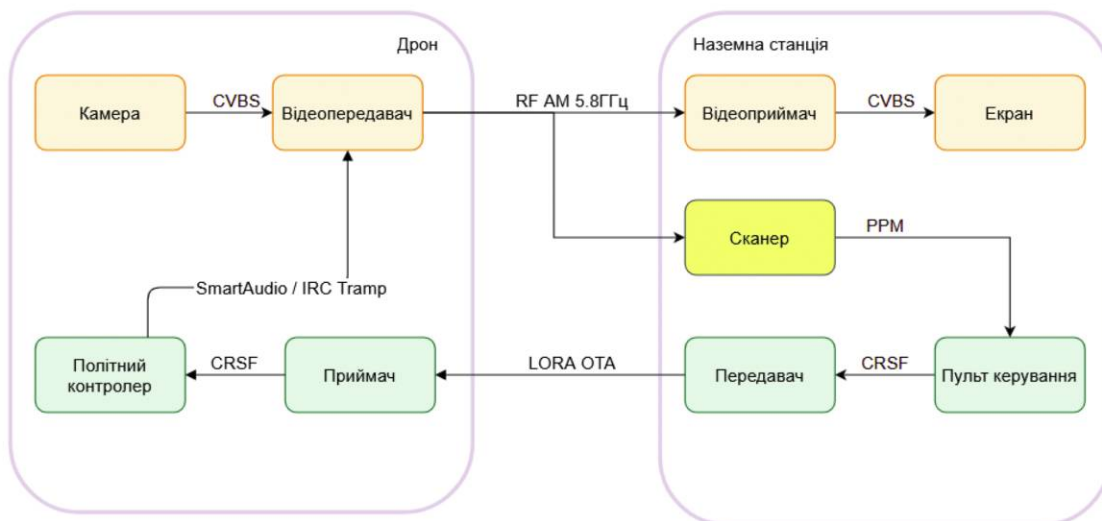 Дрон
Наземна станція
Камера
CVBS
Відеопередавач
RF AM 5.8ГГц
Відеоприймач
CVBS
Екран
Сканер
PPM
SmartAudio / IRC Tramp
Політний
контролер
CRSF
Приймач
LORA OTA
Передавач
CRSF
Пульт керування